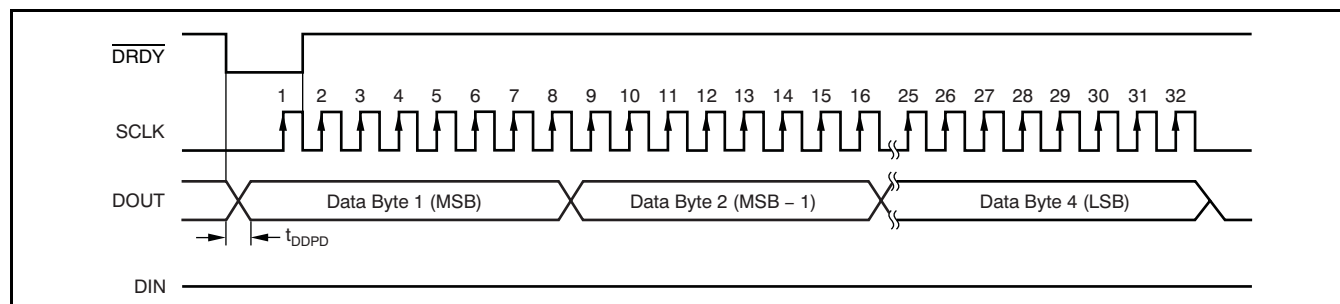 DRDY
1 2 3 4 5 6 7 8 9 10 11 12 13 14 15 16 25 26 27 28 29 30 31 32
SCLK
DOUT Data Byte 1 (MSB) Data Byte 2 (MSB − 1) Data Byte 4 (LSB)
tDDPD
DIN